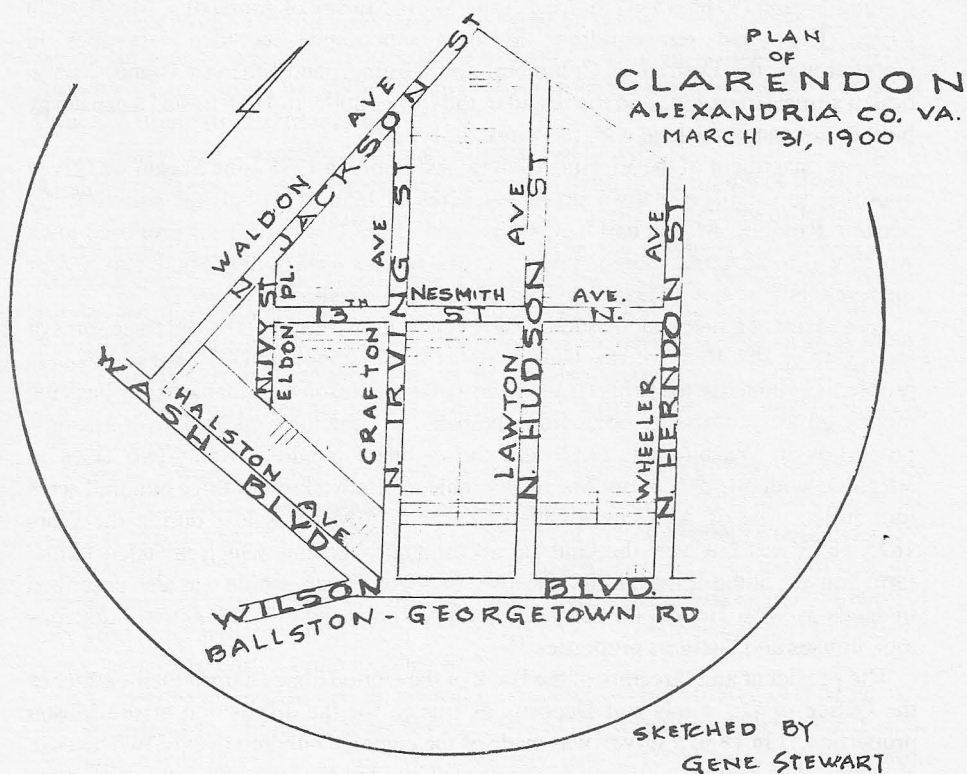 PLAN
OF
CLARENDON
ALEXANDRIA CO. VA.
MARCH 31, 1900
WALDON AVE
N. JACKSON ST
N. IVY ST
ELDON PL.
CRAFTON AVE
N. IRVING ST
NESMITH AVE.
13TH ST N.
LAWTON AVE
N. HUDSON ST
WHEELER AVE
N. HERNDON ST
HALSTON AVE
WASH BLVD
WILSON BLVD.
BALLSTON - GEORGETOWN RD
SKETCHED BY
GENE STEWART